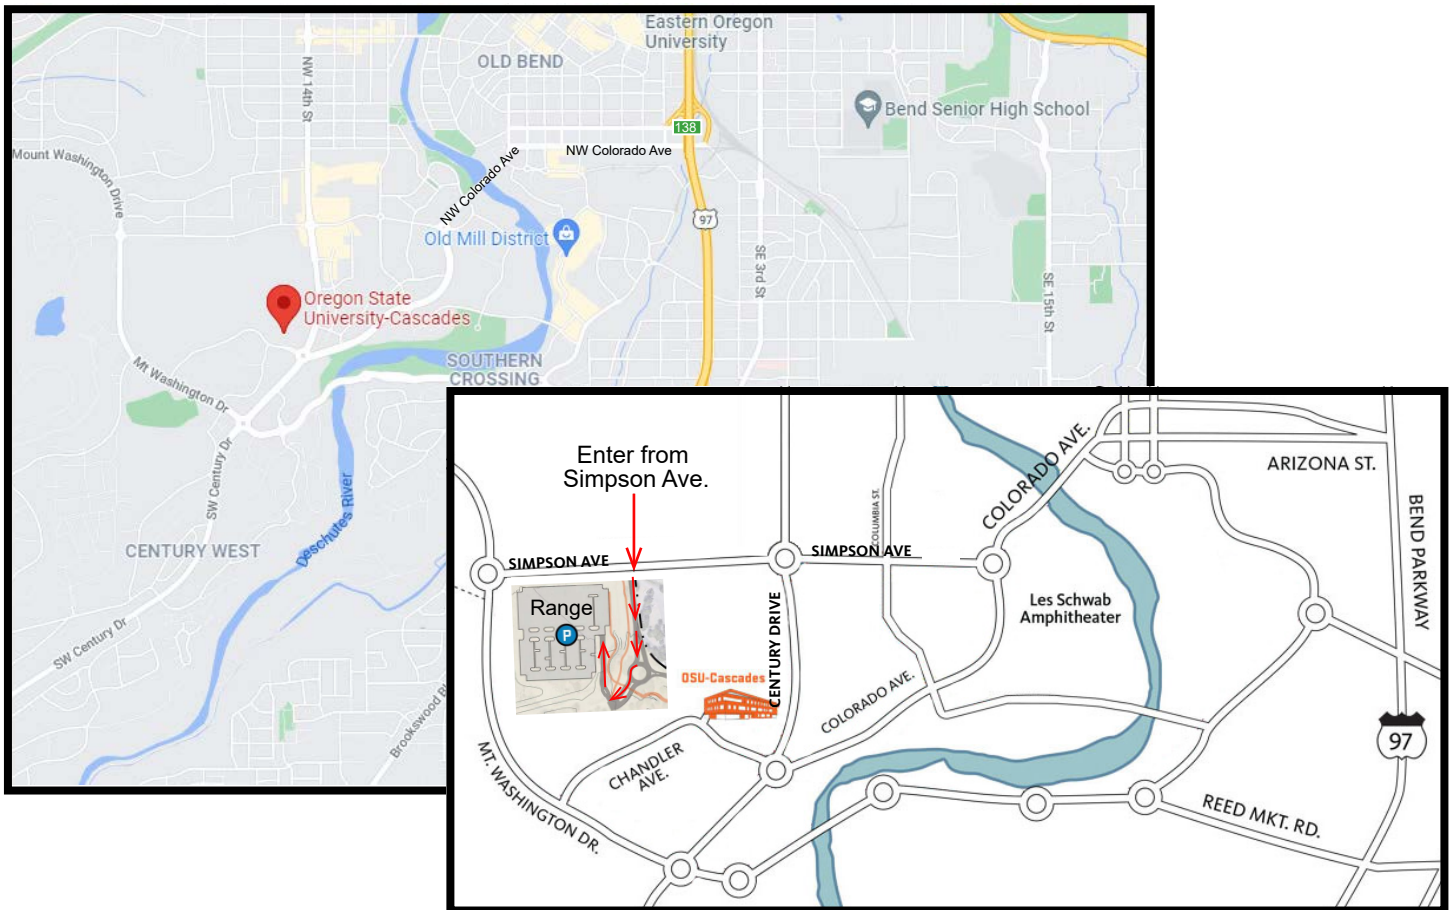 Eastern Oregon
University
OLD BEND
NW 14th St
Bend Senior High School
138
NW Colorado Ave
NW Colorado Ave
Mount Washington Drive
97
Old Mill District
SE 3rd St
SE 15th St
Oregon State
University-Cascades
SOUTHERN
CROSSING
Mt Washington Dr
SW Century Dr
Deschutes River
CENTURY WEST
SW Century Dr
Brookswood Bl
Enter from
Simpson Ave.
COLORADO AVE.
ARIZONA ST.
COLUMBIA ST.
BEND PARKWAY
SIMPSON AVE
SIMPSON AVE
Range
P
Les Schwab
Amphitheater
CENTURY DRIVE
OSU-Cascades
COLORADO AVE.
97
CHANDLER
AVE.
MT. WASHINGTON DR.
REED MKT. RD.